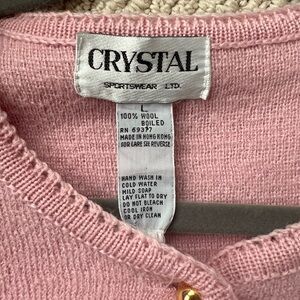 CRYSTAL
SPORTSWEAR LTD.
L
100% WOOL
BOILED
RN 69397
MADE IN HONG KONG
FOR CARE SEE REVERSE
HAND WASH IN
COLD WATER
MILD SOAP
LAY FLAT TO DRY
DO NOT BLEACH
COOL IRON
OR DRY CLEAN